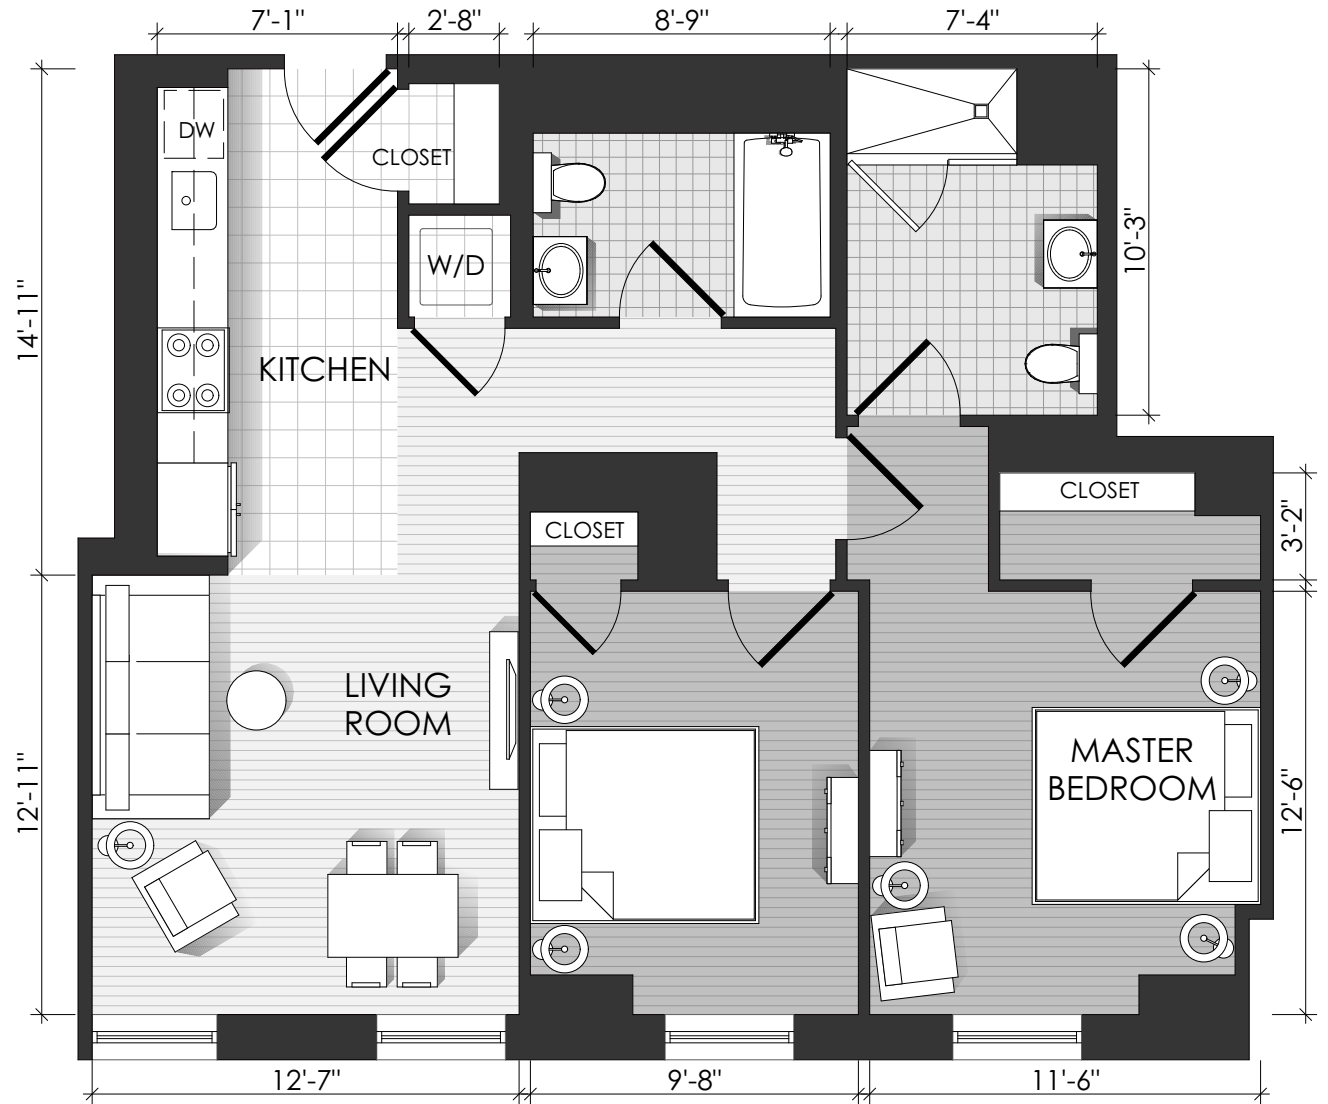 7'-1"
2'-8"
8'-9"
7'-4"
DW
CLOSET
10'-3"
W/D
14'-11"
KITCHEN
CLOSET
CLOSET
3'-2"
LIVING
ROOM
MASTER
BEDROOM
12'-11"
12'-6"
12'-7"
9'-8"
11'-6"